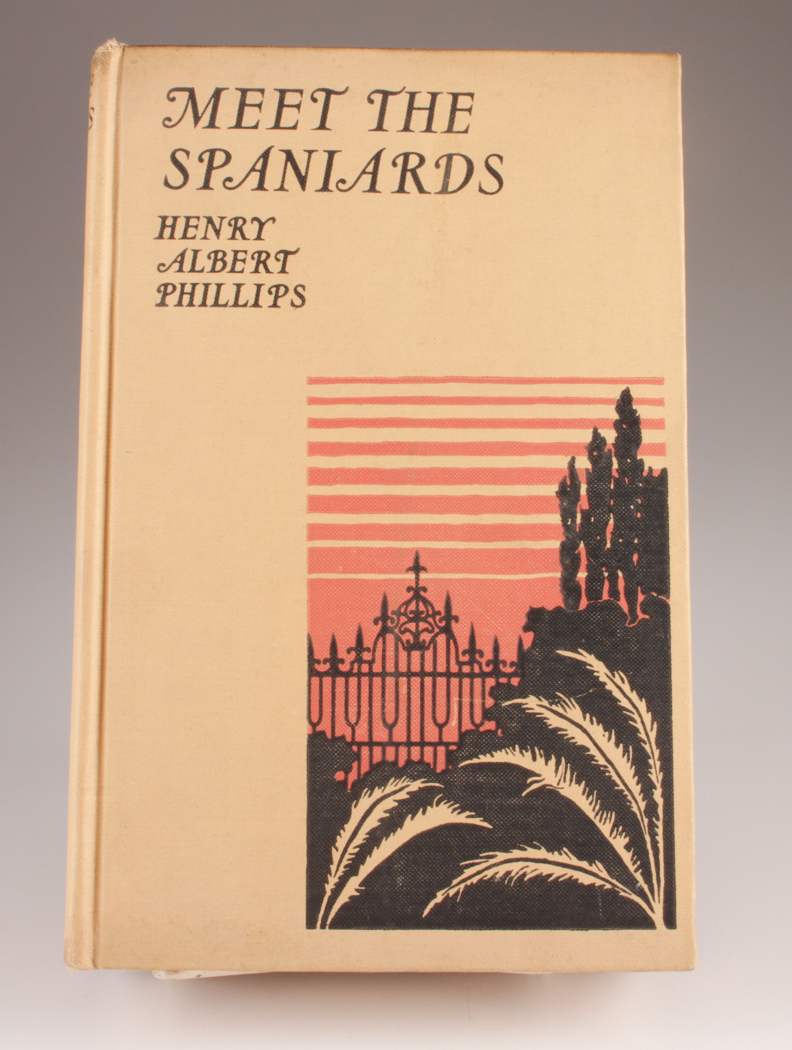 MEET THE
SPANIARDS
HENRY
ALBERT
PHILLIPS
S